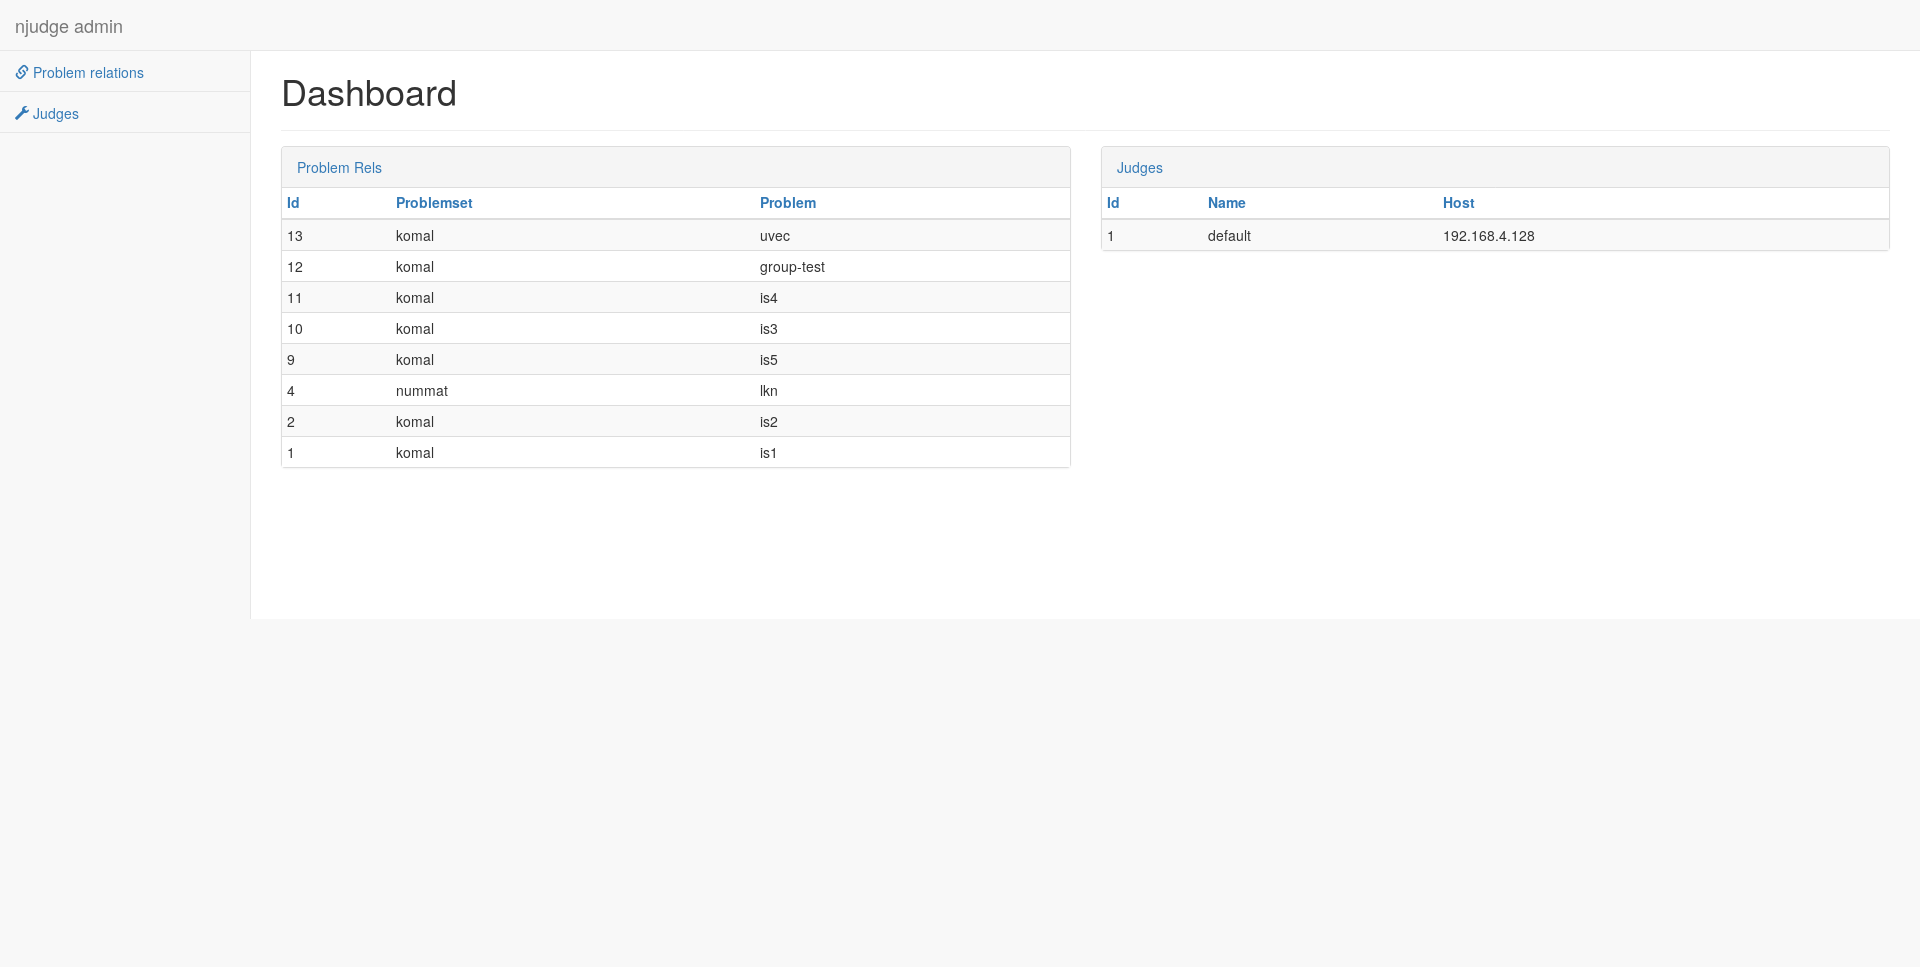 njudge admin
Problem relations
Judges
Dashboard
Problem Rels
Id Problemset Problem
13 komal uvec
12 komal group-test
11 komal is4
10 komal is3
9 komal is5
4 nummat lkn
2 komal is2
1 komal is1
Judges
Id Name Host
1 default 192.168.4.128